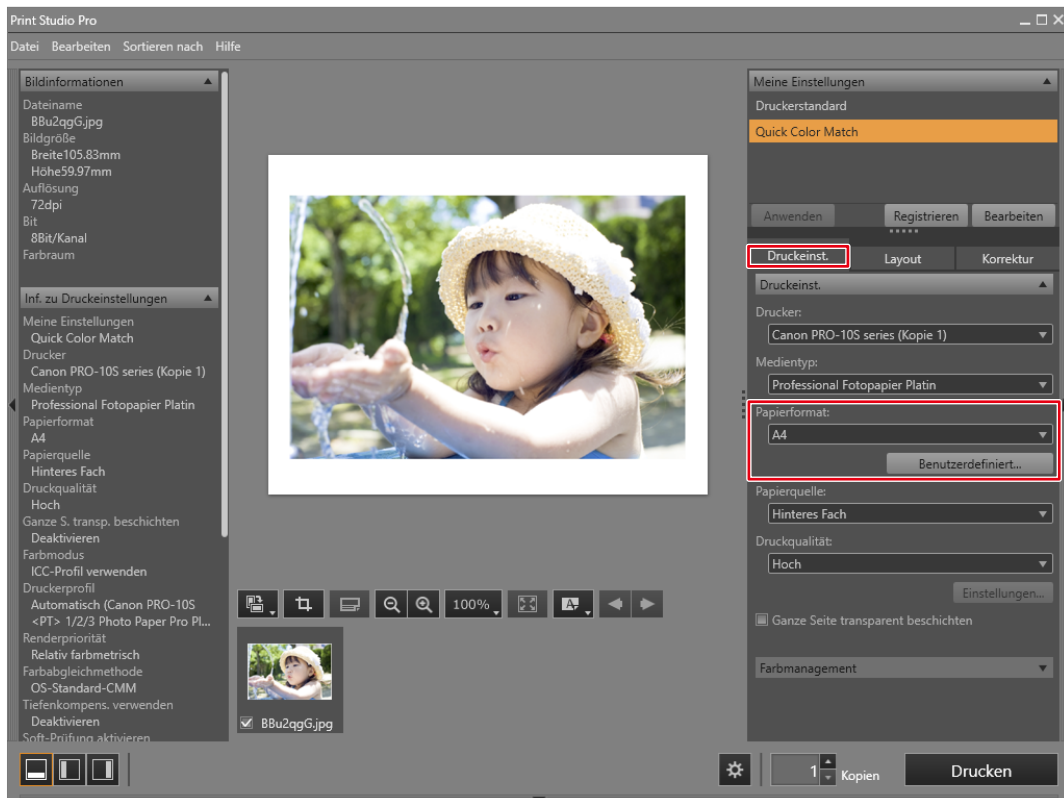 Print Studio Pro
Datei Bearbeiten Sortieren nach Hilfe
Bildinformationen
Dateiname
BBu2qgG.jpg
Bildgröße
Breite105.83mm
Höhe59.97mm
Auflösung
72dpi
Bit
8Bit/Kanal
Farbraum
Inf. zu Druckeinstellungen
Meine Einstellungen
Quick Color Match
Drucker
Canon PRO-10S series (Kopie 1)
Medientyp
Professional Fotopapier Platin
Papierformat
A4
Papierquelle
Hinteres Fach
Druckqualität
Hoch
Ganze S. transp. beschichten
Deaktivieren
Farbmodus
ICC-Profil verwenden
Druckerprofil
Automatisch (Canon PRO-10S
<PT> 1/2/3 Photo Paper Pro Pl...
Renderpriorität
Relativ farbmetrisch
Farbabgleichmethode
OS-Standard-CMM
Tiefenkompens. verwenden
Deaktivieren
Soft-Prüfung aktivieren
100%
A
BBu2qgG.jpg
Meine Einstellungen
Druckerstandard
Quick Color Match
Anwenden Registrieren Bearbeiten
Druckeinst. Layout Korrektur
Druckeinst.
Drucker:
Canon PRO-10S series (Kopie 1)
Medientyp:
Professional Fotopapier Platin
Papierformat:
A4
Benutzerdefiniert...
Papierquelle:
Hinteres Fach
Druckqualität:
Hoch
Einstellungen...
Ganze Seite transparent beschichten
Farbmanagement
1 Kopien Drucken